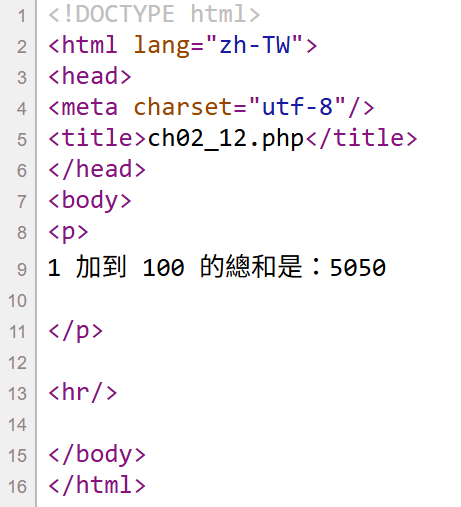 1 <!DOCTYPE html>
2 <html lang="zh-TW">
3 <head>
4 <meta charset="utf-8"/>
5 <title>ch02_12.php</title>
6 </head>
7 <body>
8 <p>
9 1 加到 100 的總和是：5050
10
11 </p>
12
13 <hr/>
14
15 </body>
16 </html>